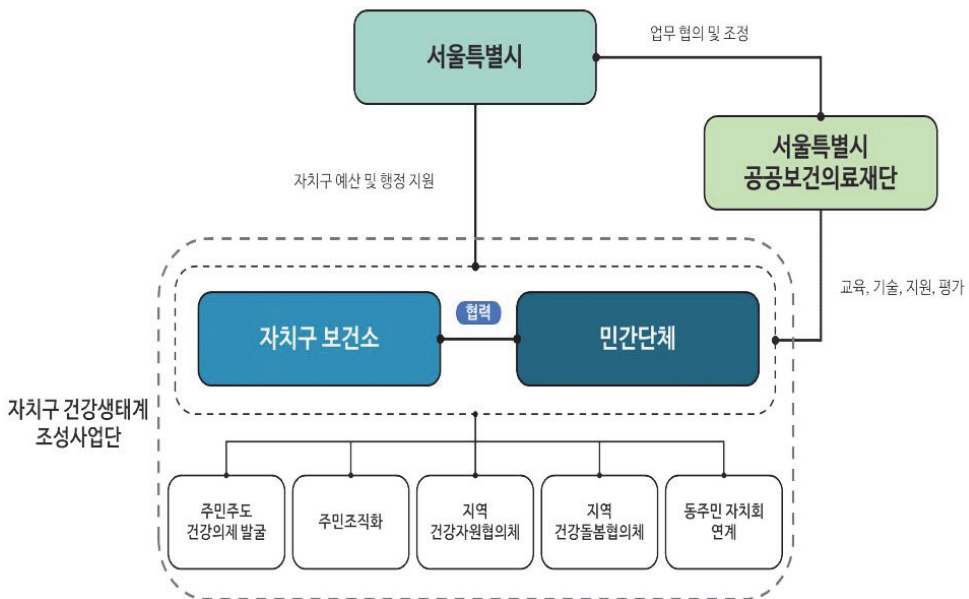 업무 협의 및 조정
서울특별시
서울특별시
공공보건의료재단
자치구 예산 및 행정 지원
교육, 기술, 지원, 평가
협력
자치구 보건소
민간단체
자치구 건강생태계
조성사업단
주민주도
건강의제 발굴
주민조직화
지역
건강자원협의체
지역
건강돌봄협의체
동주민 자치회
연계